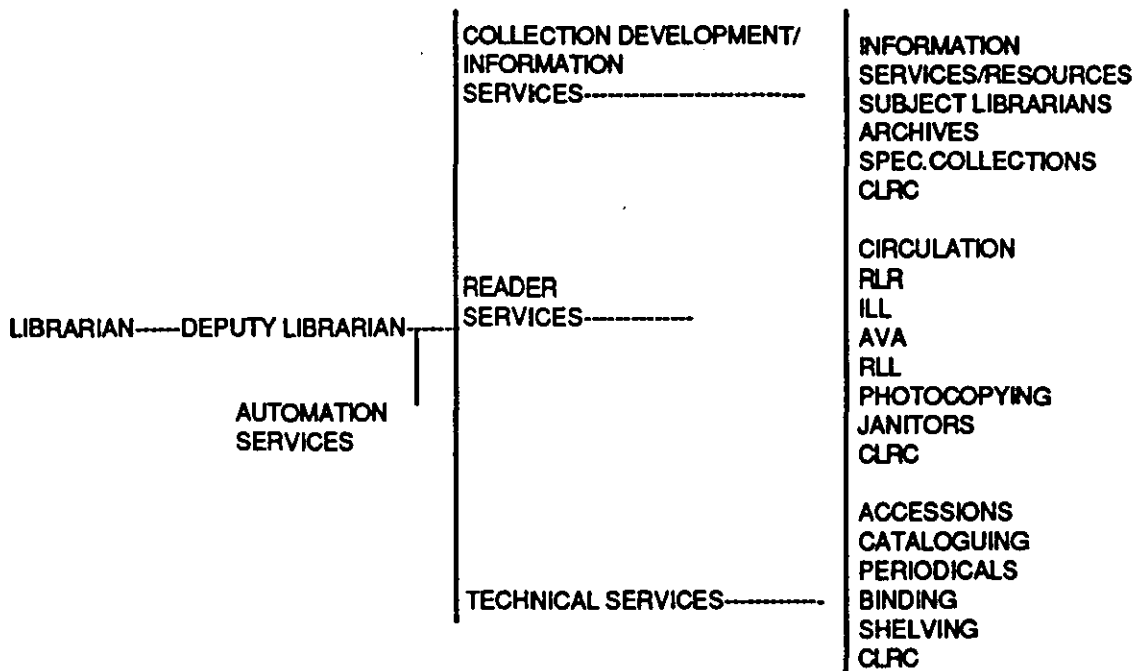 COLLECTION DEVELOPMENT/
INFORMATION
SERVICES
INFORMATION
SERVICES/RESOURCES
SUBJECT LIBRARIANS
ARCHIVES
SPEC.COLLECTIONS
CLRC
LIBRARIAN
DEPUTY LIBRARIAN
AUTOMATION
SERVICES
READER
SERVICES
CIRCULATION
RLR
ILL
AVA
RLL
PHOTOCOPYING
JANITORS
CLRC
TECHNICAL SERVICES
ACCESSIONS
CATALOGUING
PERIODICALS
BINDING
SHELVING
CLRC